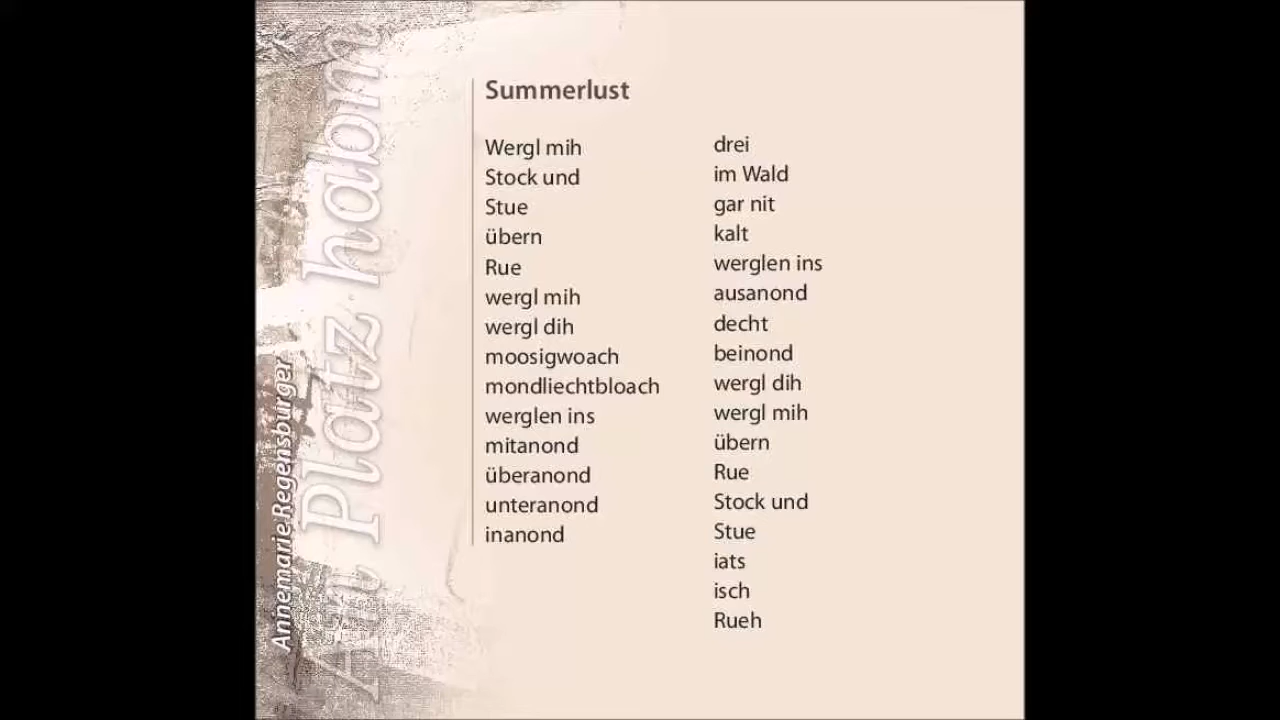 An Platz habm
Annemarie Regensburger
Summerlust
Wergl mih
Stock und
Stue
übern
Rue
wergl mih
wergl dih
moosigwoach
mondliechtbloach
werglen ins
mitanond
überanond
unteranond
inanond
drei
im Wald
gar nit
kalt
werglen ins
ausanond
decht
beinond
wergl dih
wergl mih
übern
Rue
Stock und
Stue
iats
isch
Rueh